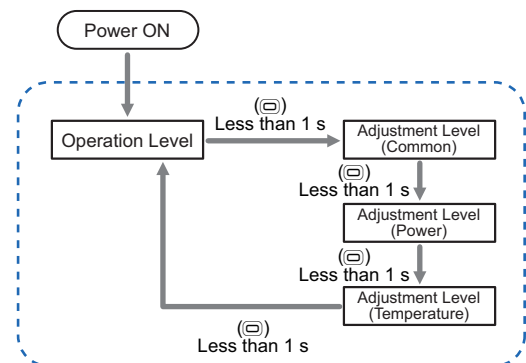 Power ON
Operation Level
( )
Less than 1 s
Adjustment Level
(Common)
( )
Less than 1 s
Adjustment Level
(Power)
( )
Less than 1 s
Adjustment Level
(Temperature)
( )
Less than 1 s